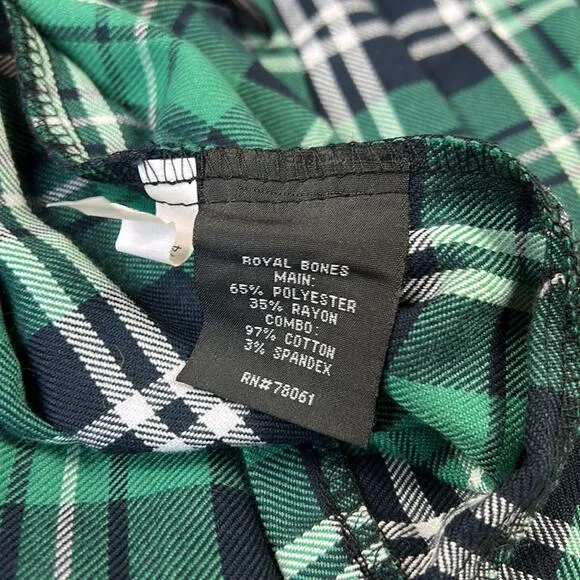 ROYAL BONES
MAIN:
65% POLYESTER
35% RAYON
COMBO:
97% COTTON
3% SPANDEX
RN#78061